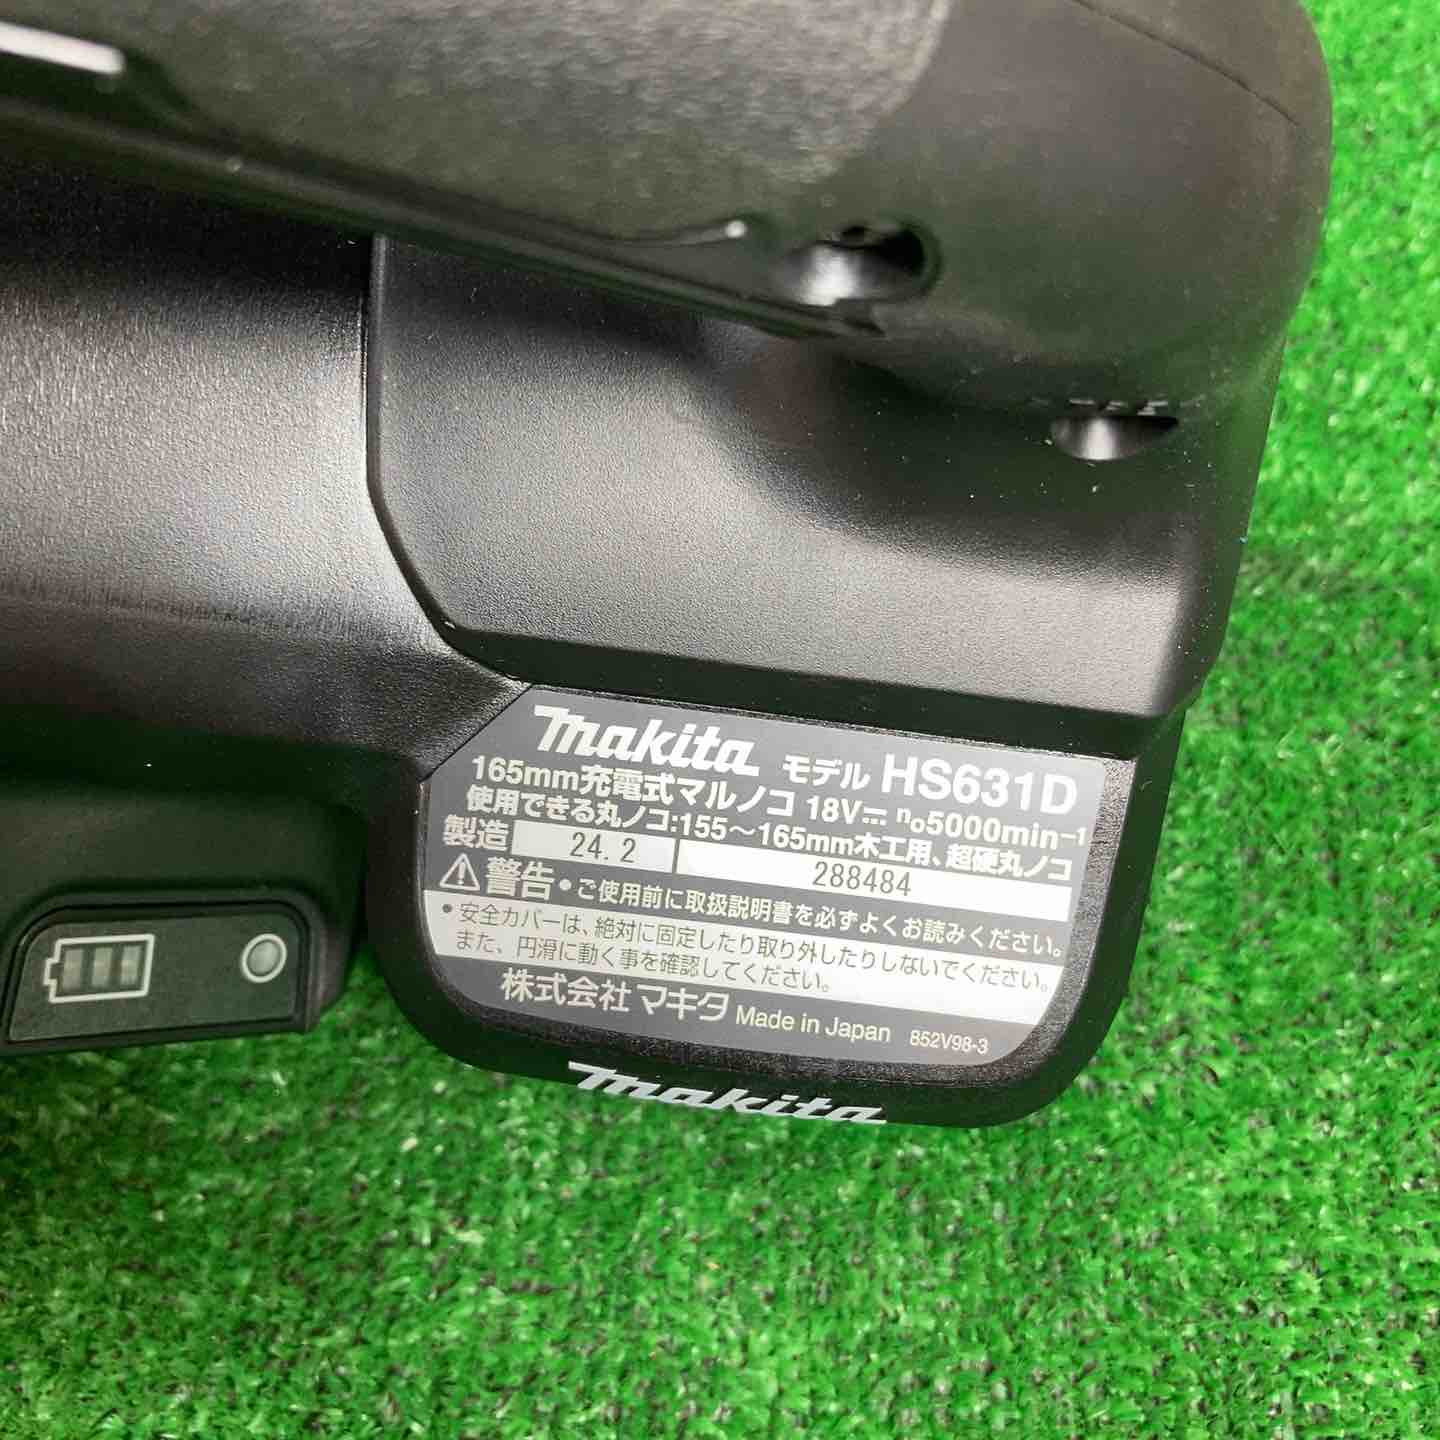 makita モデル HS631D
165mm充電式マルノコ 18V⎓ n₀5000min⁻¹
使用できる丸ノコ:155～165mm木工用、超硬丸ノコ
製造 24.2 288484
⚠警告 • ご使用前に取扱説明書を必ずよくお読みください。
• 安全カバーは、絶対に固定したり取り外したりしないでください。
また、円滑に動く事を確認してください。
株式会社マキタ Made in Japan 852V98-3
makita